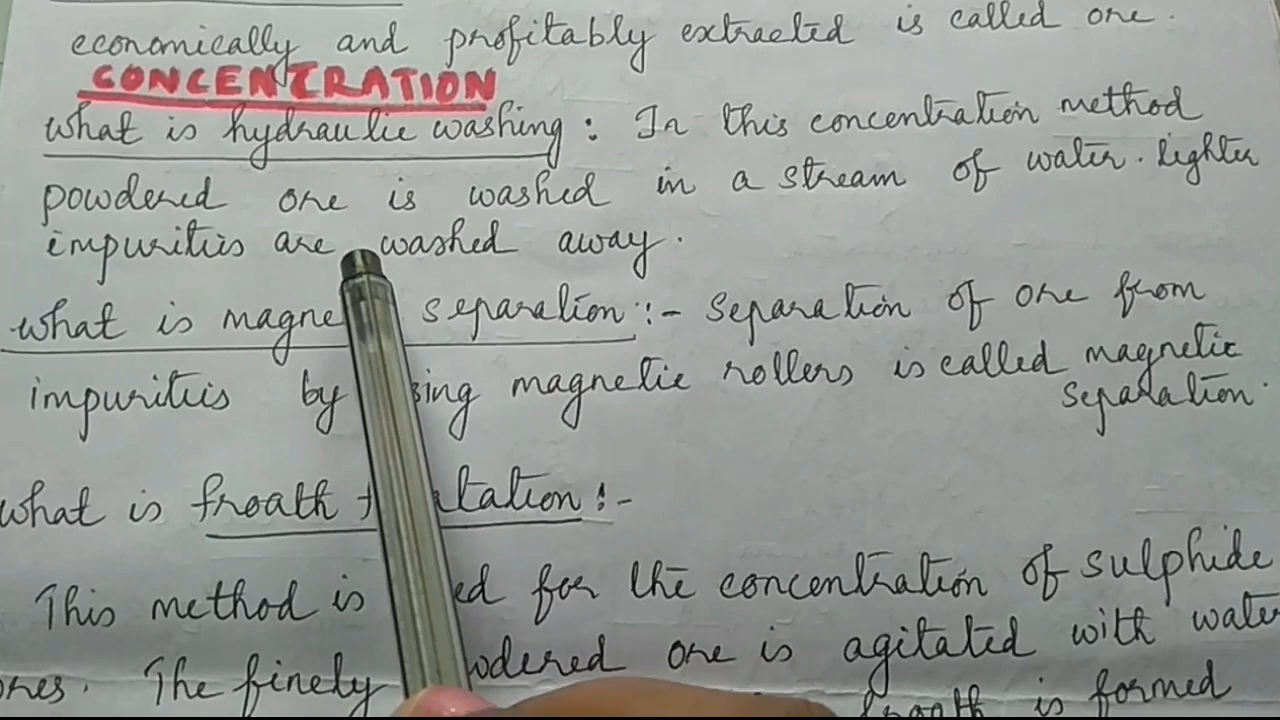 economically and profitably extracted is called ore.
CONCENTRATION
what is hydraulic washing: In this concentration method
powdered ore is washed in a stream of water. lighter
impurities are washed away.
what is magne separation :- separation of ore from
impurities by sing magnetic rollers is called magnetic
separation.
what is froath tation :-
This method is ed for the concentration of sulphide
ores. The finely wdered ore is agitated with water
froath is formed